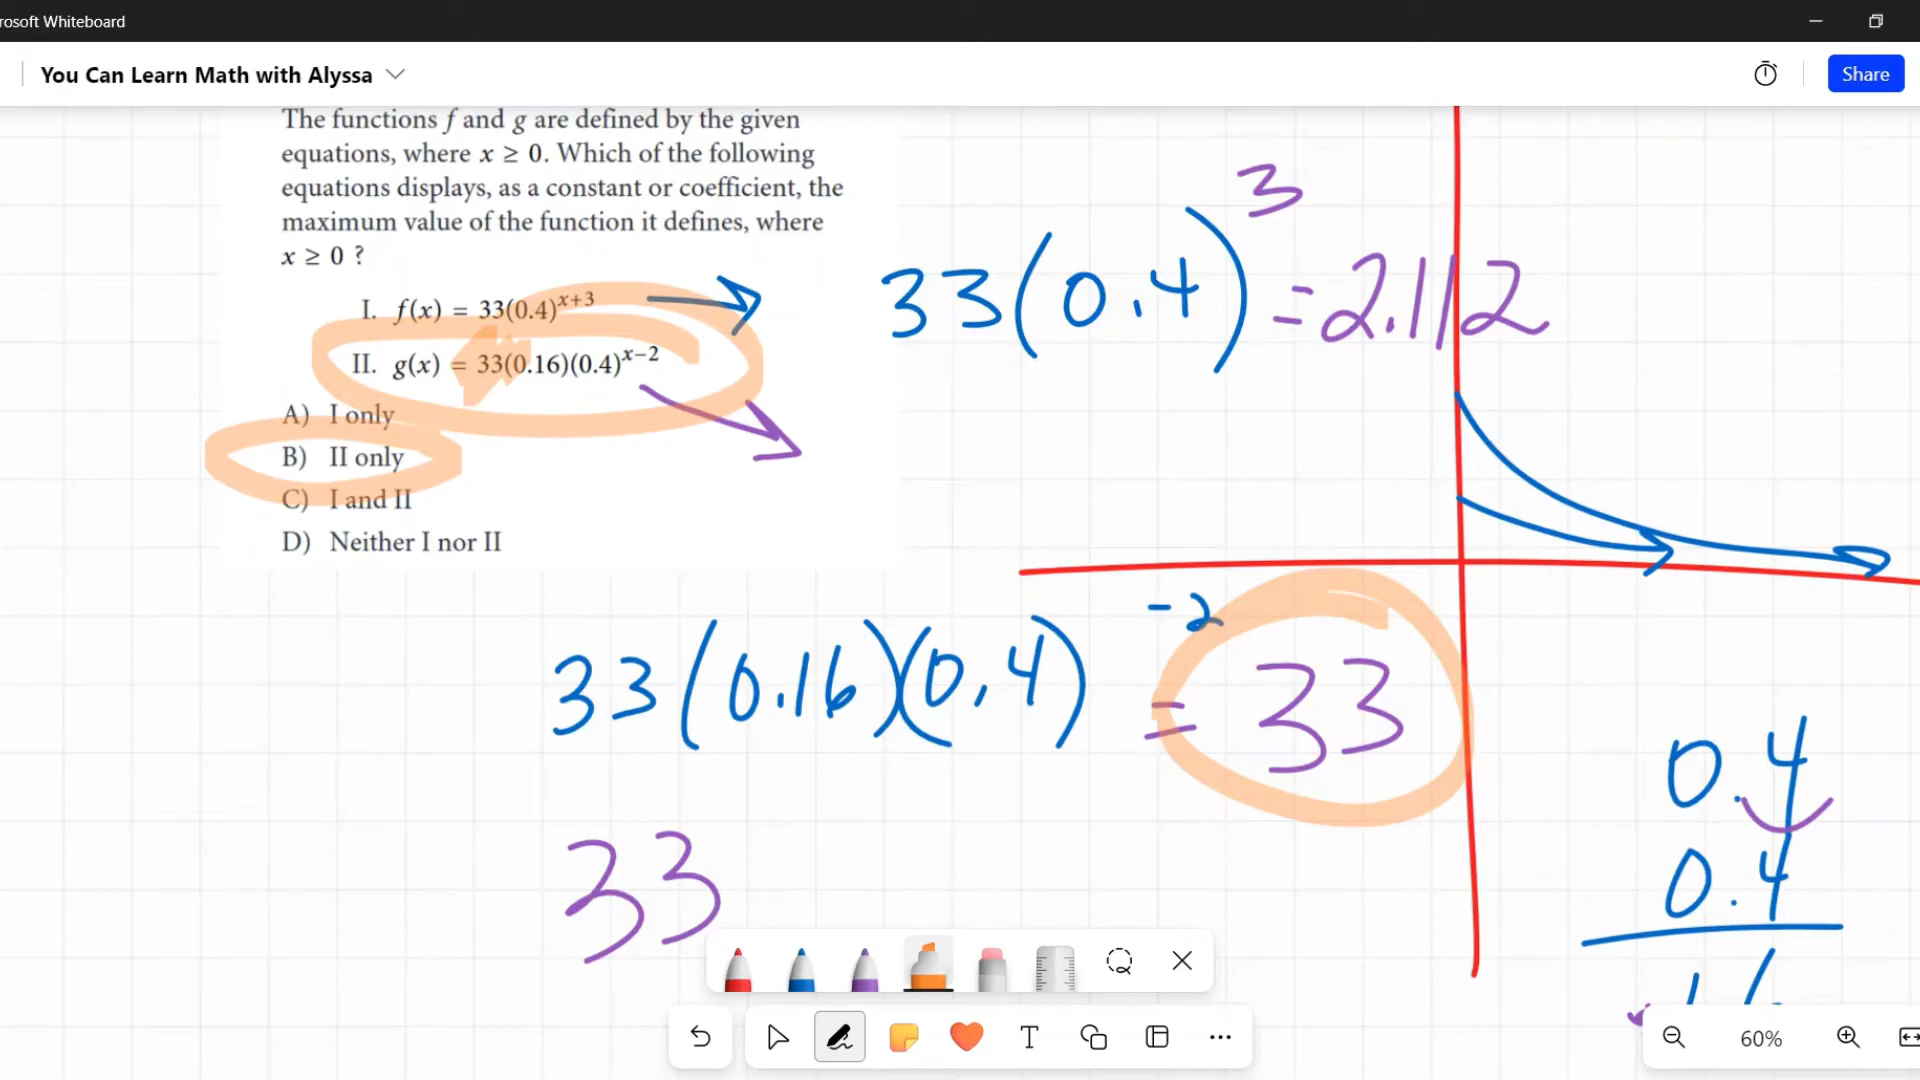 rosoft Whiteboard
You Can Learn Math with Alyssa
Share
The functions f and g are defined by the given
equations, where x ≥ 0. Which of the following
equations displays, as a constant or coefficient, the
maximum value of the function it defines, where
x ≥ 0 ?
I. f(x) = 33(0.4)^{x+3}
II. g(x) = 33(0.16)(0.4)^{x−2}
A) I only
B) II only
C) I and II
D) Neither I nor II
33(0.4)^3 = 2.112
33(0.16)(0.4)^{-2} = 33
33
0.4
0.4
16
T
60%